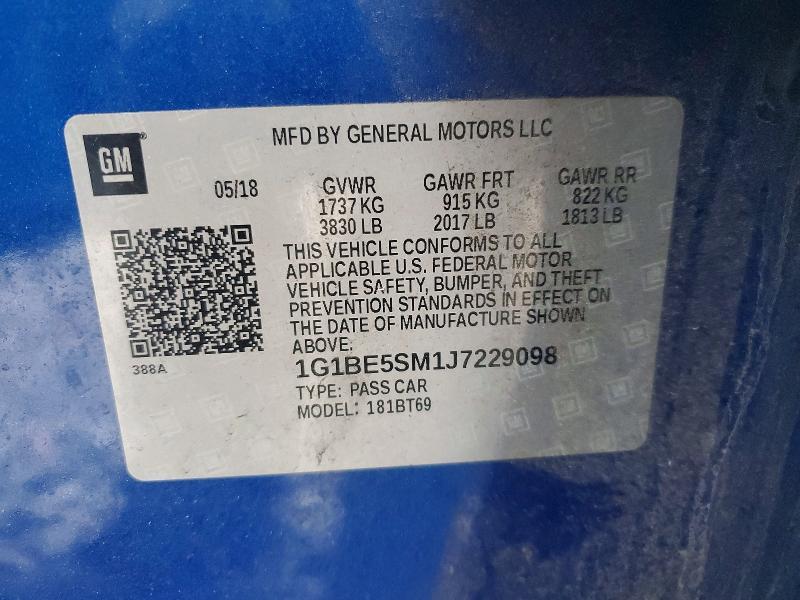 GM
MFD BY GENERAL MOTORS LLC
05/18
GVWR
1737 KG
3830 LB
GAWR FRT
915 KG
2017 LB
GAWR RR
822 KG
1813 LB
THIS VEHICLE CONFORMS TO ALL
APPLICABLE U.S. FEDERAL MOTOR
VEHICLE SAFETY, BUMPER, AND THEFT
PREVENTION STANDARDS IN EFFECT ON
THE DATE OF MANUFACTURE SHOWN
ABOVE:
388A
1G1BE5SM1J7229098
TYPE: PASS CAR
MODEL: 181BT69